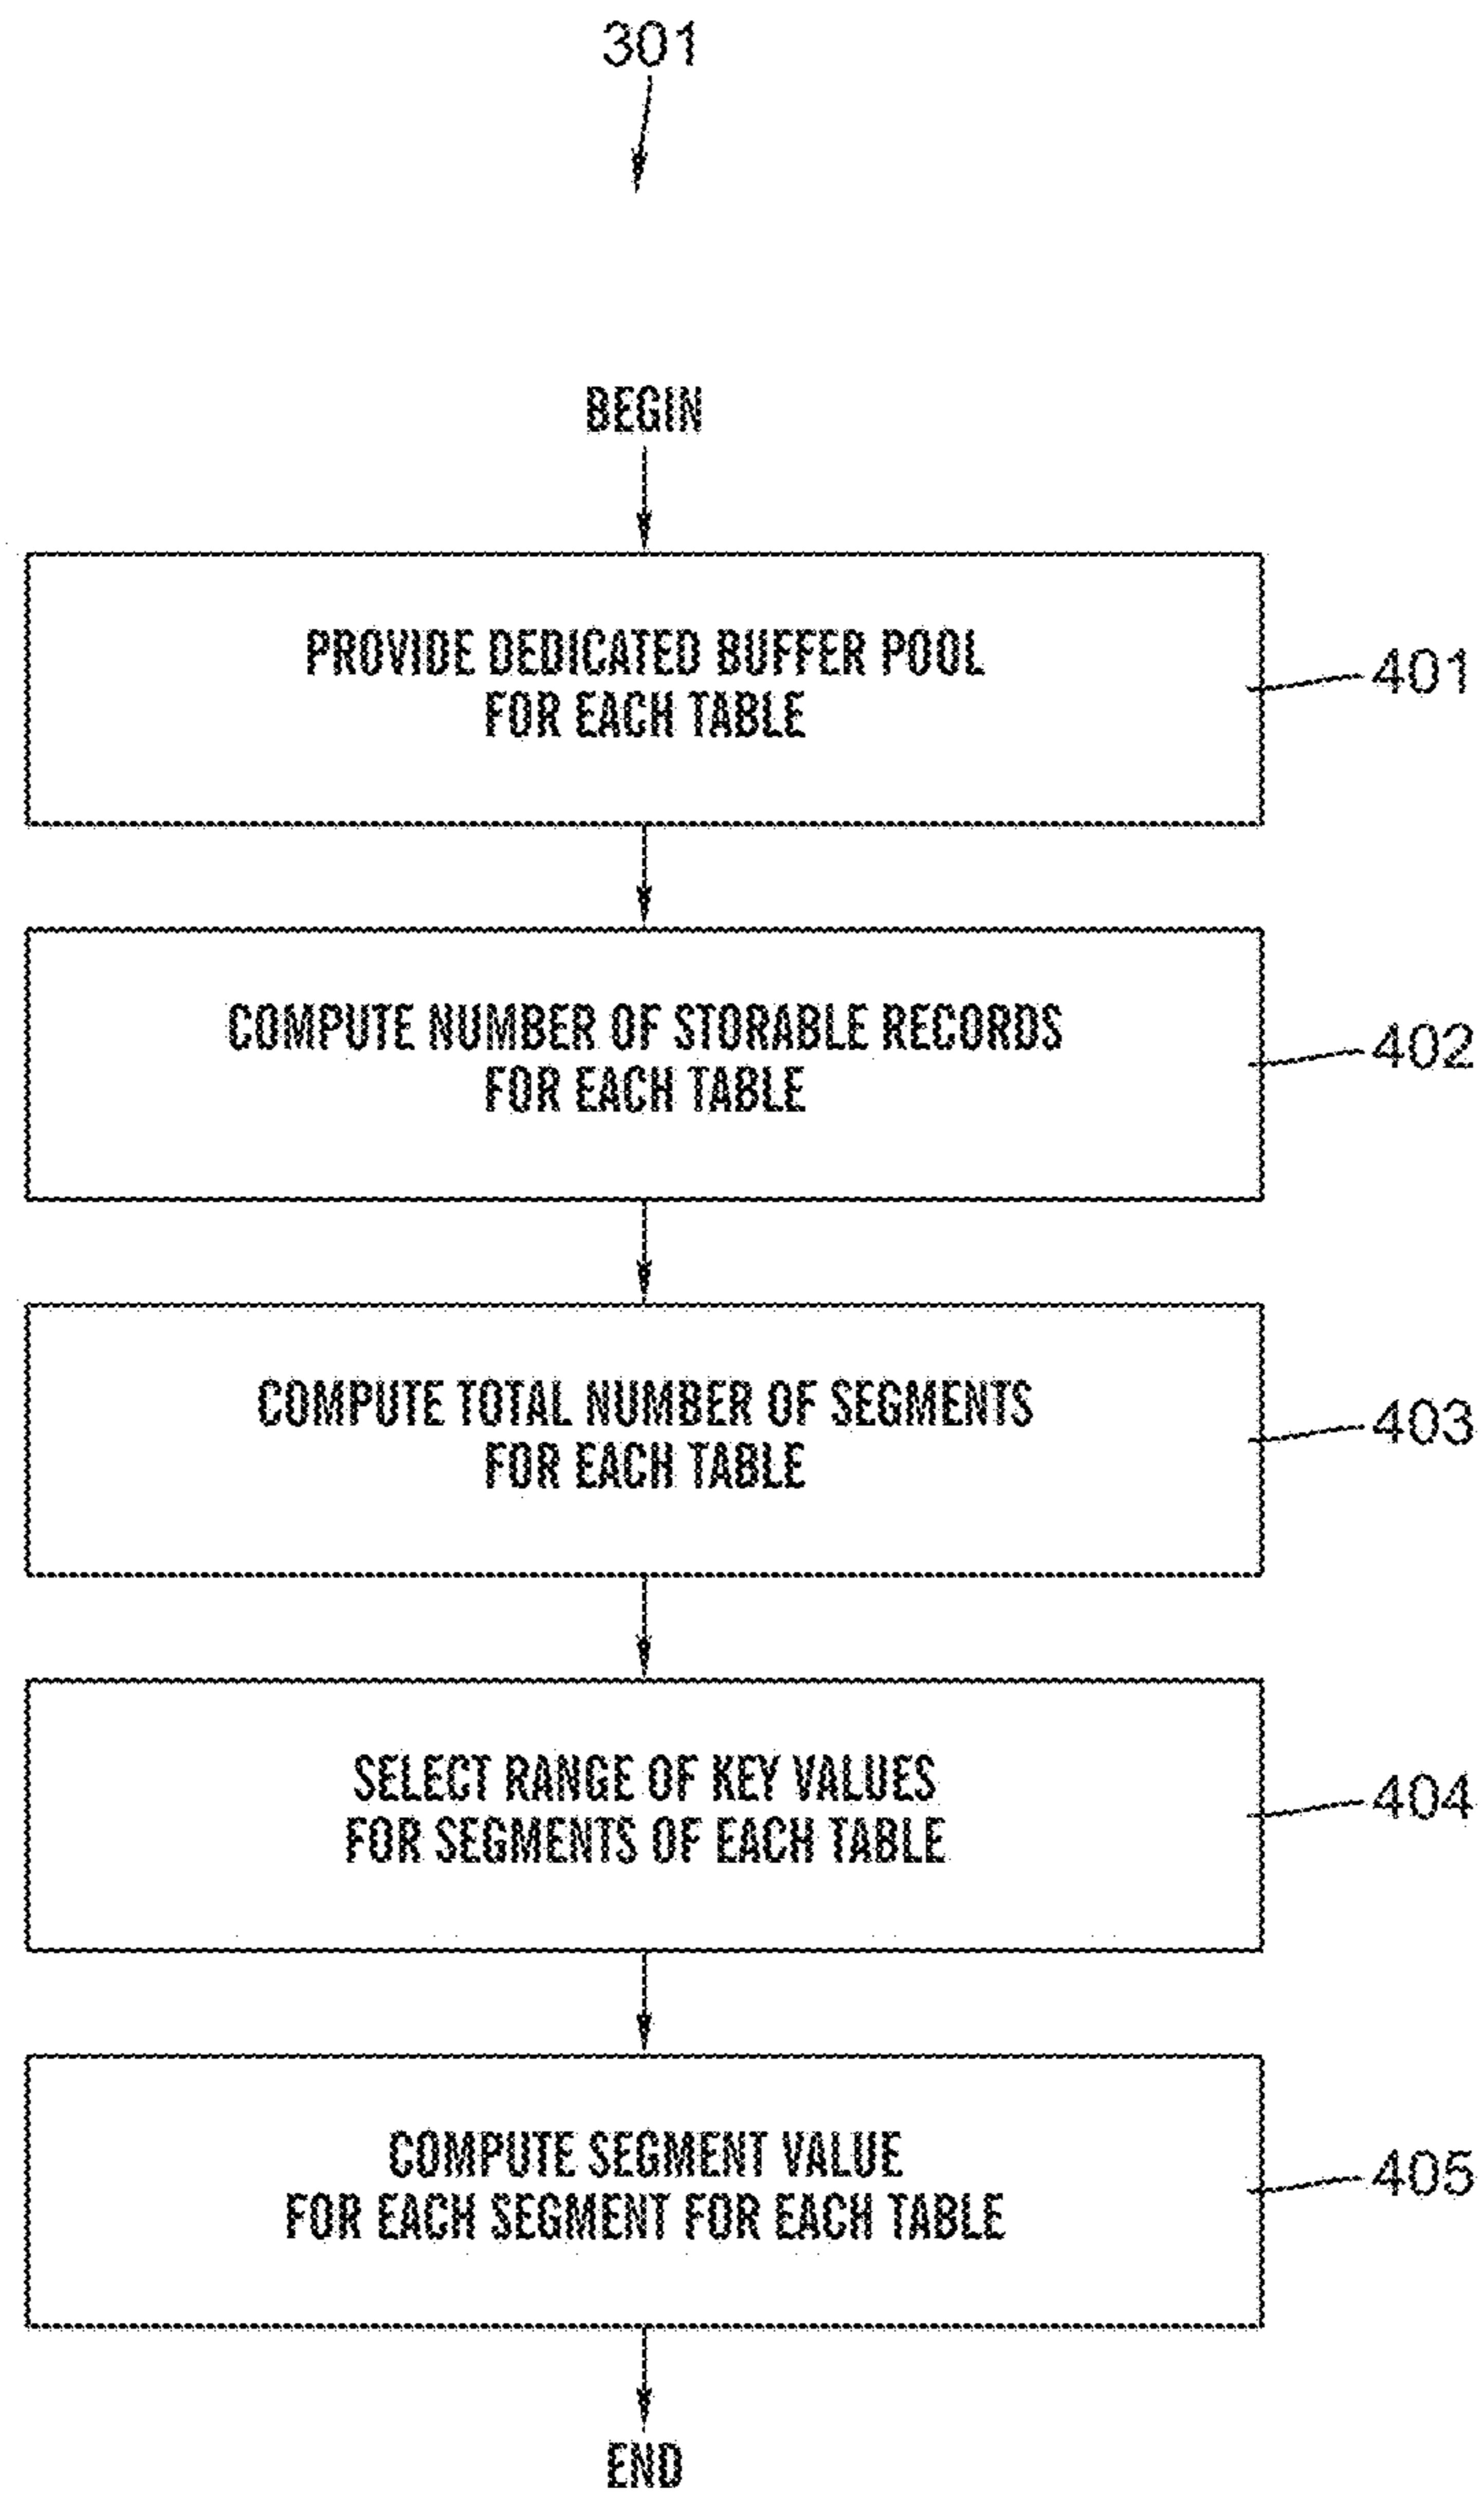 301
BEGIN
PROVIDE DEDICATED BUFFER POOL
FOR EACH TABLE
401
COMPUTE NUMBER OF STORABLE RECORDS
FOR EACH TABLE
402
COMPUTE TOTAL NUMBER OF SEGMENTS
FOR EACH TABLE
403
SELECT RANGE OF KEY VALUES
FOR SEGMENTS OF EACH TABLE
404
COMPUTE SEGMENT VALUE
FOR EACH SEGMENT FOR EACH TABLE
405
END